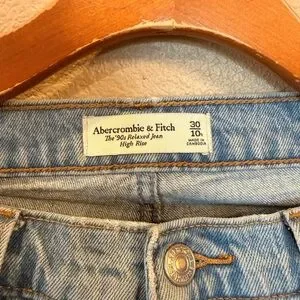 Abercrombie & Fitch
The '90s Relaxed Jean
High Rise
30
10R
MADE IN
CAMBODIA